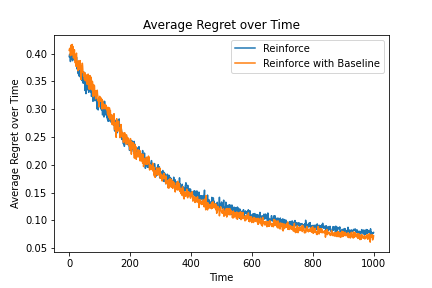 Average Regret over Time
Reinforce
Reinforce with Baseline
Average Regret over Time
0.40
0.35
0.30
0.25
0.20
0.15
0.10
0.05
0
200
400
600
800
1000
Time